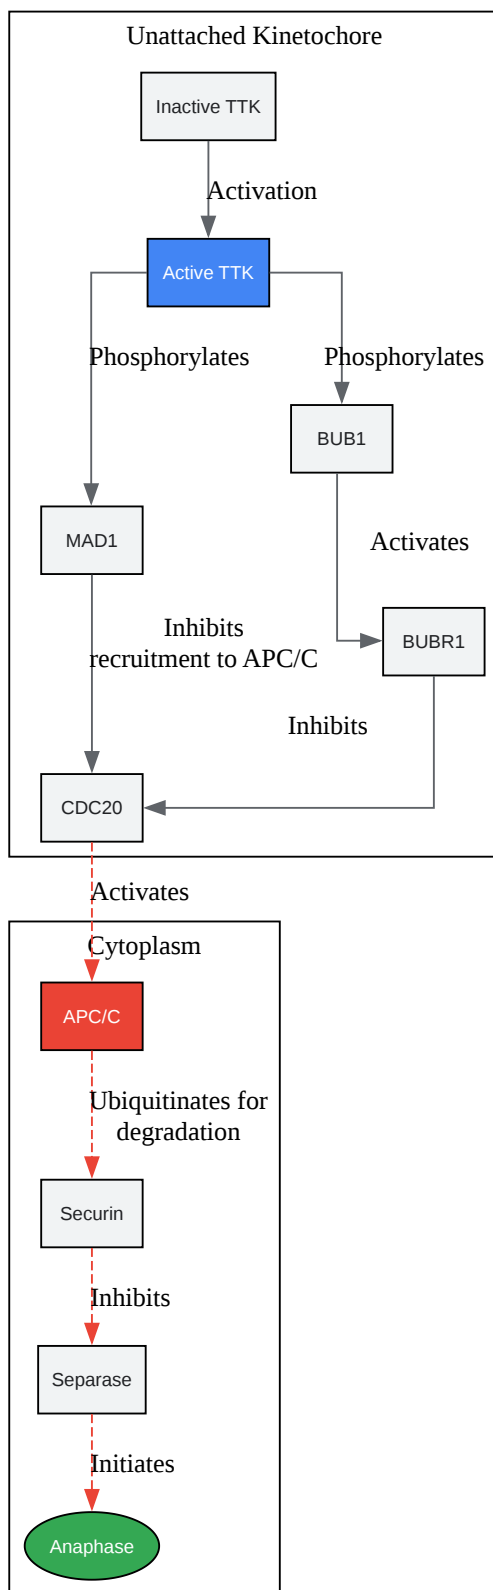 Unattached Kinetochore
Inactive TTK
Activation
Active TTK
Phosphorylates
Phosphorylates
BUB1
MAD1
Activates
Inhibits
recruitment to APC/C
BUBR1
Inhibits
CDC20
Activates
Cytoplasm
APC/C
Ubiquitinates for
degradation
Securin
Inhibits
Separase
Initiates
Anaphase